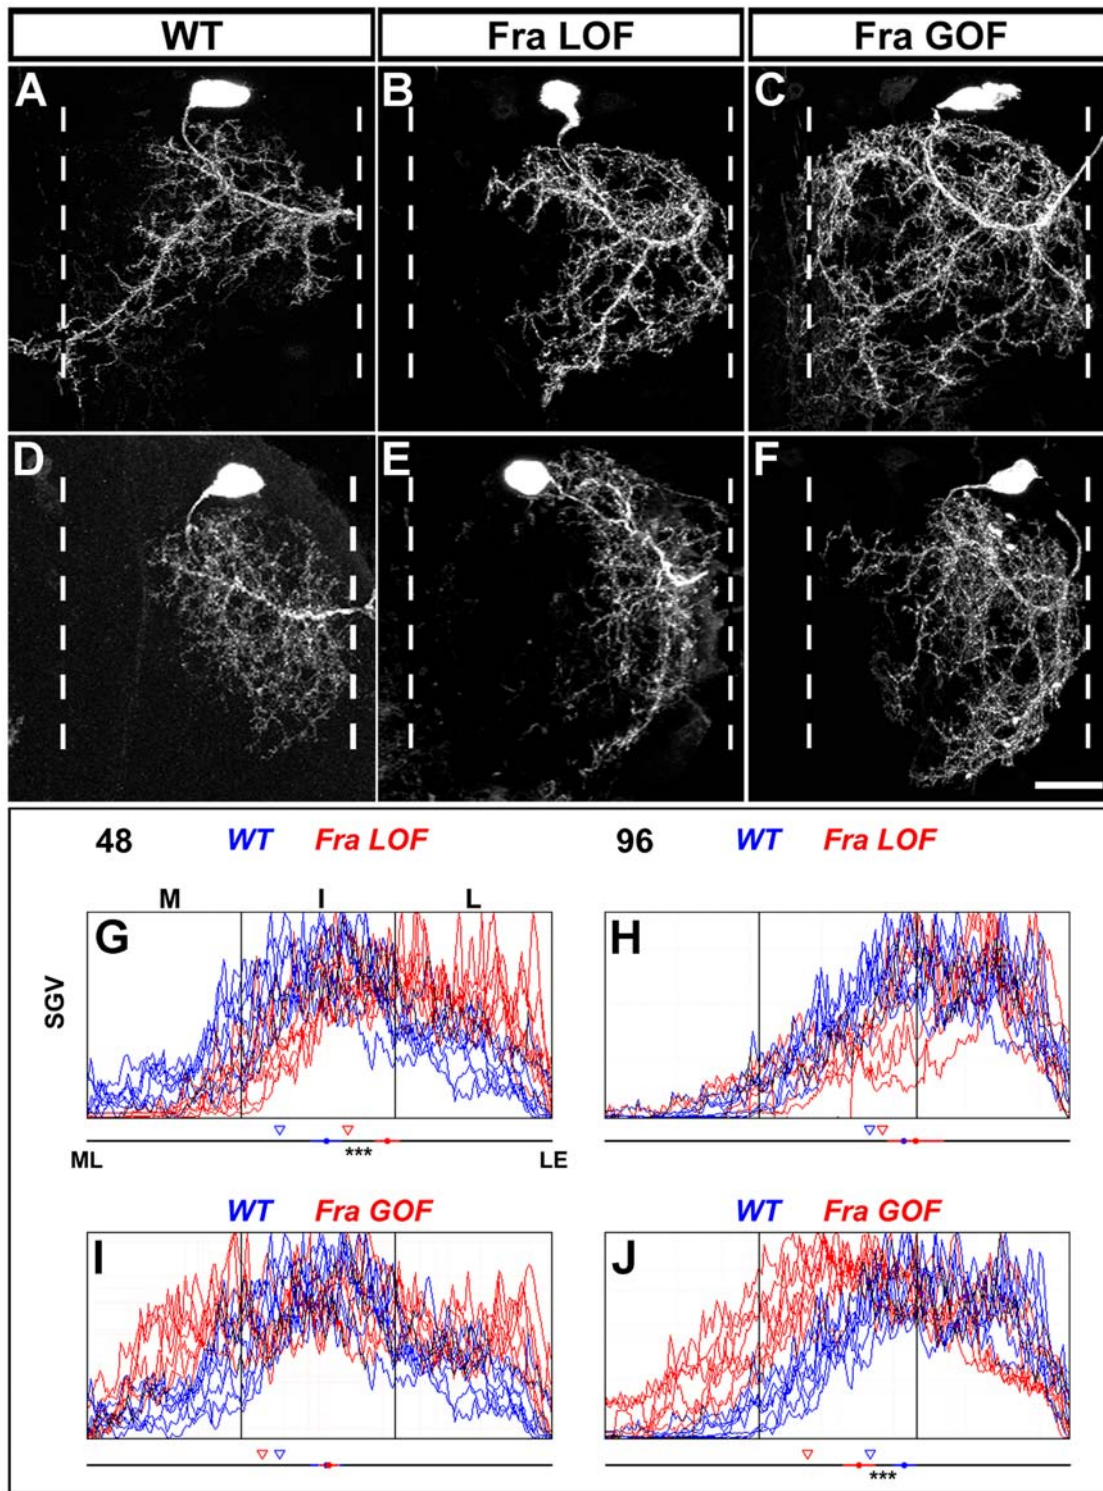 WT Fra LOF Fra GOF
A B C
D E F
48 WT Fra LOF 96 WT Fra LOF
M I L
G H
SGV
***
ML LE
WT Fra GOF WT Fra GOF
I J
***